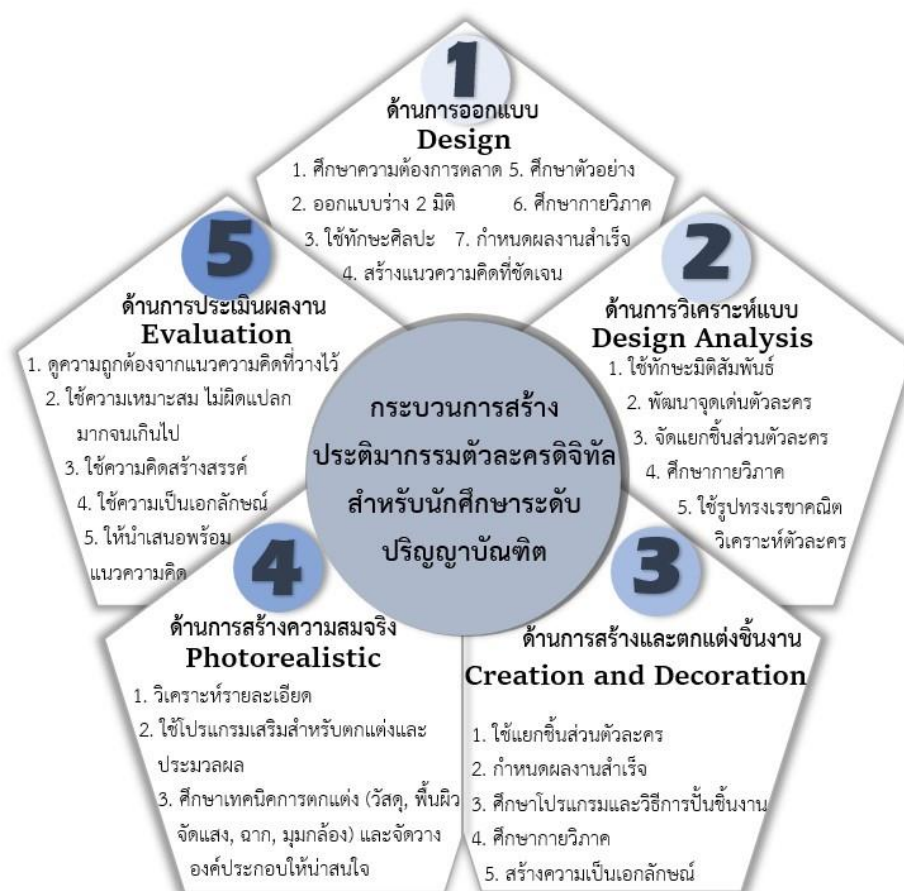 1
ด้านการออกแบบ
Design
1. ศึกษาความต้องการตลาด 5. ศึกษาตัวอย่าง
2. ออกแบบร่าง 2 มิติ 6. ศึกษากายวิภาค
3. ใช้ทักษะศิลปะ 7. กำหนดผลงานสำเร็จ
4. สร้างแนวความคิดที่ชัดเจน
2
ด้านการวิเคราะห์แบบ
Design Analysis
1. ใช้ทักษะมิติสัมพันธ์
2. พัฒนาจุดเด่นตัวละคร
3. จัดแยกชิ้นส่วนตัวละคร
4. ศึกษากายวิภาค
5. ใช้รูปทรงเรขาคณิต
วิเคราะห์ตัวละคร
3
ด้านการสร้างและตกแต่งชิ้นงาน
Creation and Decoration
1. ใช้แยกชิ้นส่วนตัวละคร
2. กำหนดผลงานสำเร็จ
3. ศึกษาโปรแกรมและวิธีการปั้นชิ้นงาน
4. ศึกษากายวิภาค
5. สร้างความเป็นเอกลักษณ์
4
ด้านการสร้างความสมจริง
Photorealistic
1. วิเคราะห์รายละเอียด
2. ใช้โปรแกรมเสริมสำหรับตกแต่งและ
ประมวลผล
3. ศึกษาเทคนิคการตกแต่ง (วัสดุ, พื้นผิว
จัดแสง, ฉาก, มุมกล้อง) และจัดวาง
องค์ประกอบให้น่าสนใจ
5
ด้านการประเมินผลงาน
Evaluation
1. ดูความถูกต้องจากแนวความคิดที่วางไว้
2. ใช้ความเหมาะสม ไม่ผิดแปลก
มากจนเกินไป
3. ใช้ความคิดสร้างสรรค์
4. ใช้ความเป็นเอกลักษณ์
5. ให้นำเสนอพร้อม
แนวความคิด
กระบวนการสร้าง
ประติมากรรมตัวละครดิจิทัล
สำหรับนักศึกษาระดับ
ปริญญาบัณฑิต